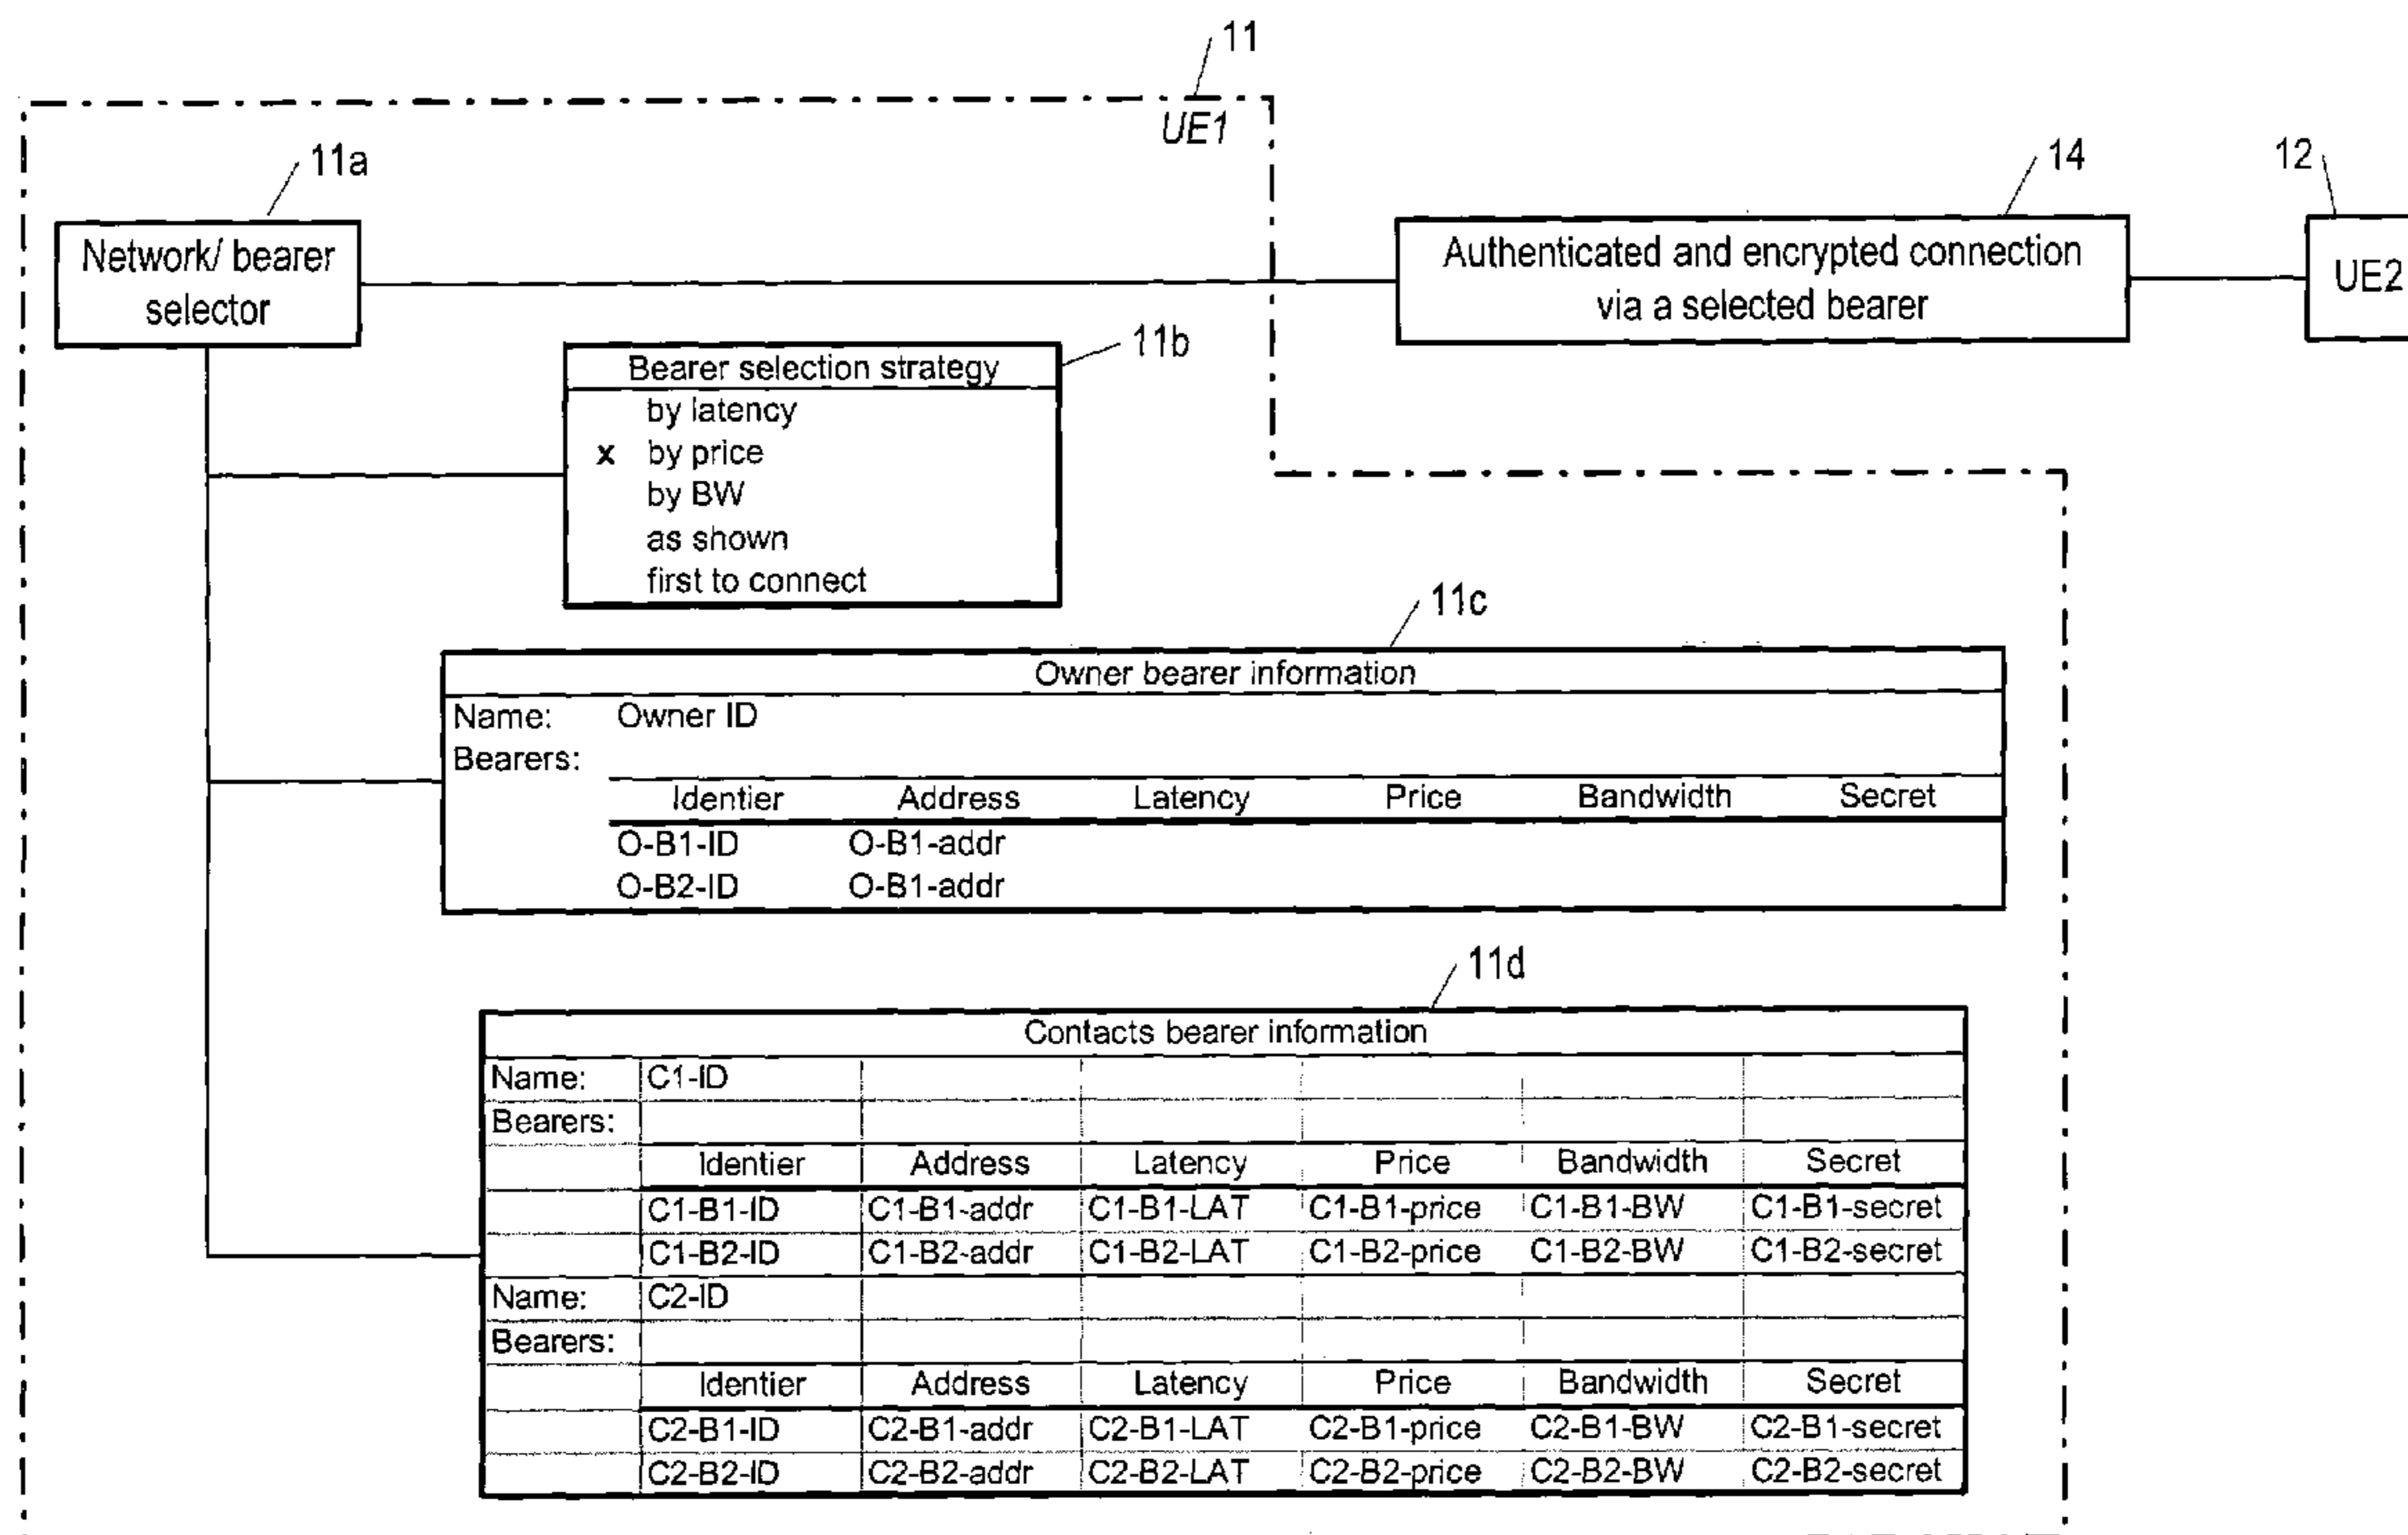 11
UE1
11a
14
12
Network/ bearer
selector
Authenticated and encrypted connection
via a selected bearer
UE2
11b
Bearer selection strategy
by latency
x by price
by BW
as shown
first to connect
11c
Owner bearer information
Name: Owner ID
Bearers:
Identier Address Latency Price Bandwidth Secret
O-B1-ID O-B1-addr
O-B2-ID O-B1-addr
11d
Contacts bearer information
Name: C1-ID
Bearers:
Identier Address Latency Price Bandwidth Secret
C1-B1-ID C1-B1-addr C1-B1-LAT C1-B1-price C1-B1-BW C1-B1-secret
C1-B2-ID C1-B2-addr C1-B2-LAT C1-B2-price C1-B2-BW C1-B2-secret
Name: C2-ID
Bearers:
Identier Address Latency Price Bandwidth Secret
C2-B1-ID C2-B1-addr C2-B1-LAT C2-B1-price C2-B1-BW C2-B1-secret
C2-B2-ID C2-B2-addr C2-B2-LAT C2-B2-price C2-B2-BW C2-B2-secret